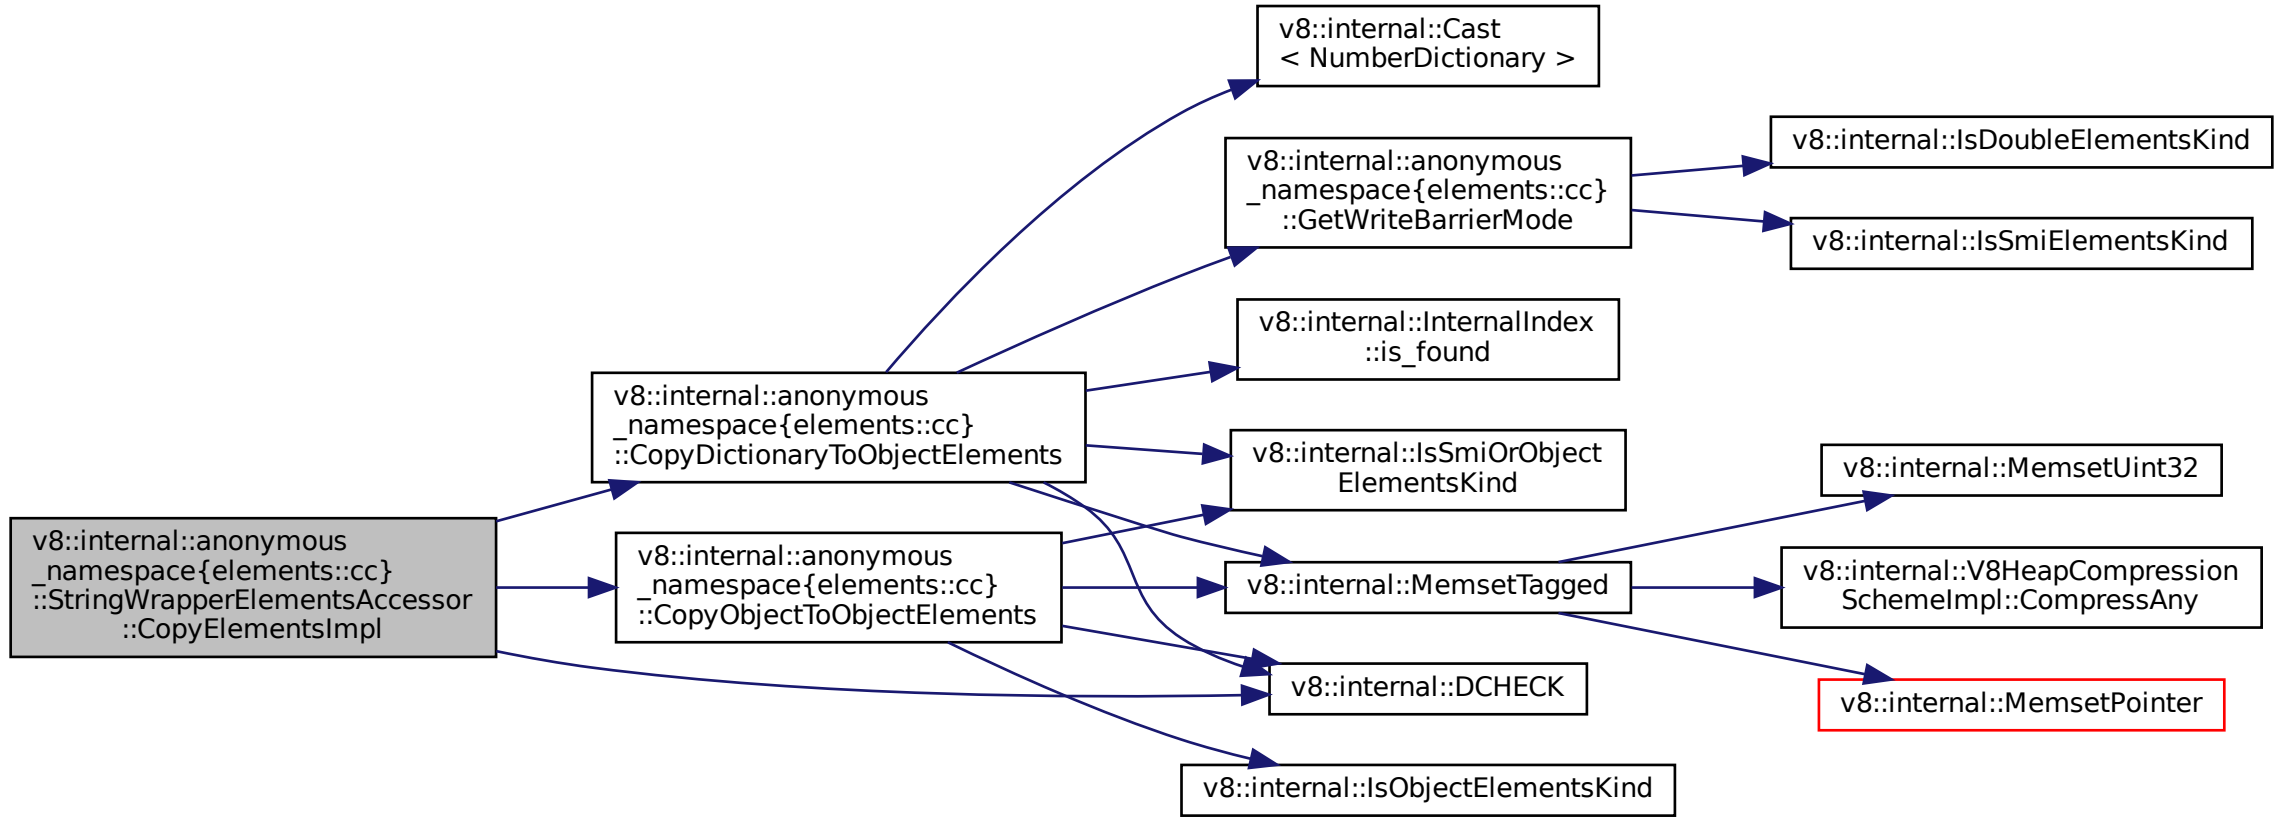 v8::internal::Cast
< NumberDictionary >
v8::internal::anonymous
_namespace{elements::cc}
::GetWriteBarrierMode
v8::internal::IsDoubleElementsKind
v8::internal::IsSmiElementsKind
v8::internal::InternalIndex
::is_found
v8::internal::anonymous
_namespace{elements::cc}
::CopyDictionaryToObjectElements
v8::internal::IsSmiOrObject
ElementsKind
v8::internal::MemsetUint32
v8::internal::anonymous
_namespace{elements::cc}
::StringWrapperElementsAccessor
::CopyElementsImpl
v8::internal::anonymous
_namespace{elements::cc}
::CopyObjectToObjectElements
v8::internal::MemsetTagged
v8::internal::V8HeapCompression
SchemeImpl::CompressAny
v8::internal::DCHECK
v8::internal::MemsetPointer
v8::internal::IsObjectElementsKind